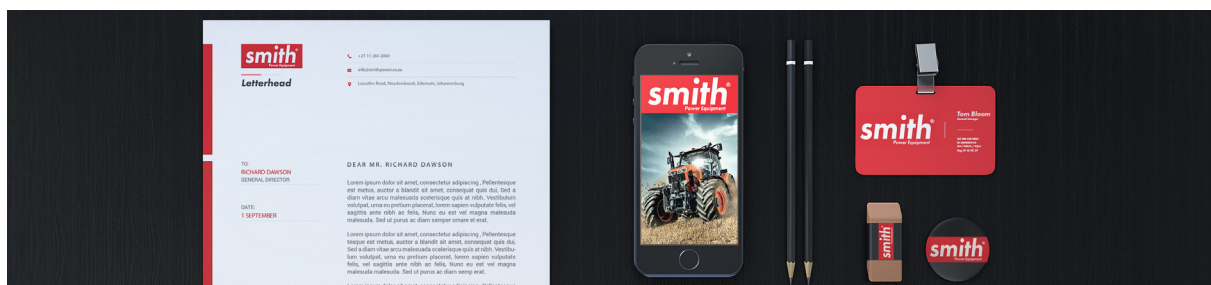 smith®
Power Equipment
Letterhead
+27 11 284 2000
info@smithpower.co.za
TO:
RICHARD DAWSON
GENERAL DIRECTOR
DATE:
1 SEPTEMBER
DEAR MR. RICHARD DAWSON
Lorem ipsum dolor sit amet, consectetur adipiscing , Pellentesque
est metus, auctor a blandit sit amet, consequat quis dui, Sed a
diam vitae arcu malesuada scelerisque quis at nibh. Vestibulum
volutpat, urna eu pretium placerat, lorem sapien vulputate felis, vel
sagittis ante nibh ac felis, Nunc eu est vel magna malesuda
malesuda. Sed ut purus ac diam semper ornare et erat.
Lorem ipsum dolor sit amet, consectetur adipiscing , Pellentesque
tesque est metus, auctor a blandit sit amet, consequat quis dui,
Sed a diam vitae arcu malesuada scelerisque quis at nibh. Vestibu-
lum volutpat, urna eu pretium placerat, lorem sapien vulputate
felis, vel sagittis ante nibh ac felis, Nunc eu est vel magna
malesuda malesuda. Sed ut purus ac diam semp erat.
smith®
Power Equipment
smith®
Power Equipment
Tom Bloom
General manager
smith®
smith®
Power Equipment